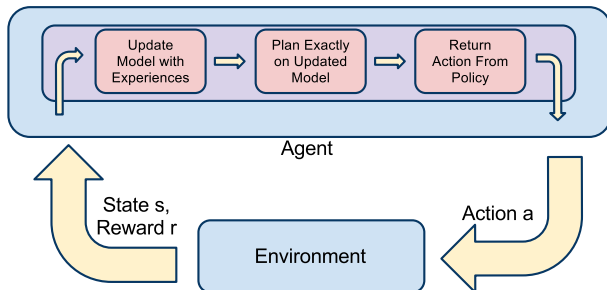 Update
Model with
Experiences
Plan Exactly
on Updated
Model
Return
Action From
Policy
Agent
State s,
Reward r
Action a
Environment